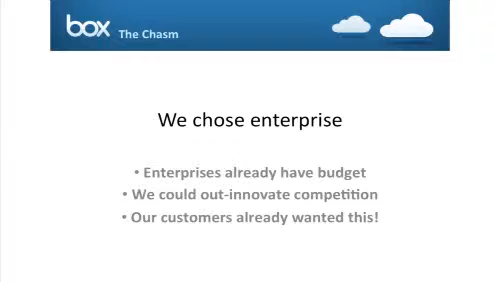 box The Chasm
We chose enterprise
• Enterprises already have budget
• We could out-innovate competition
• Our customers already wanted this!